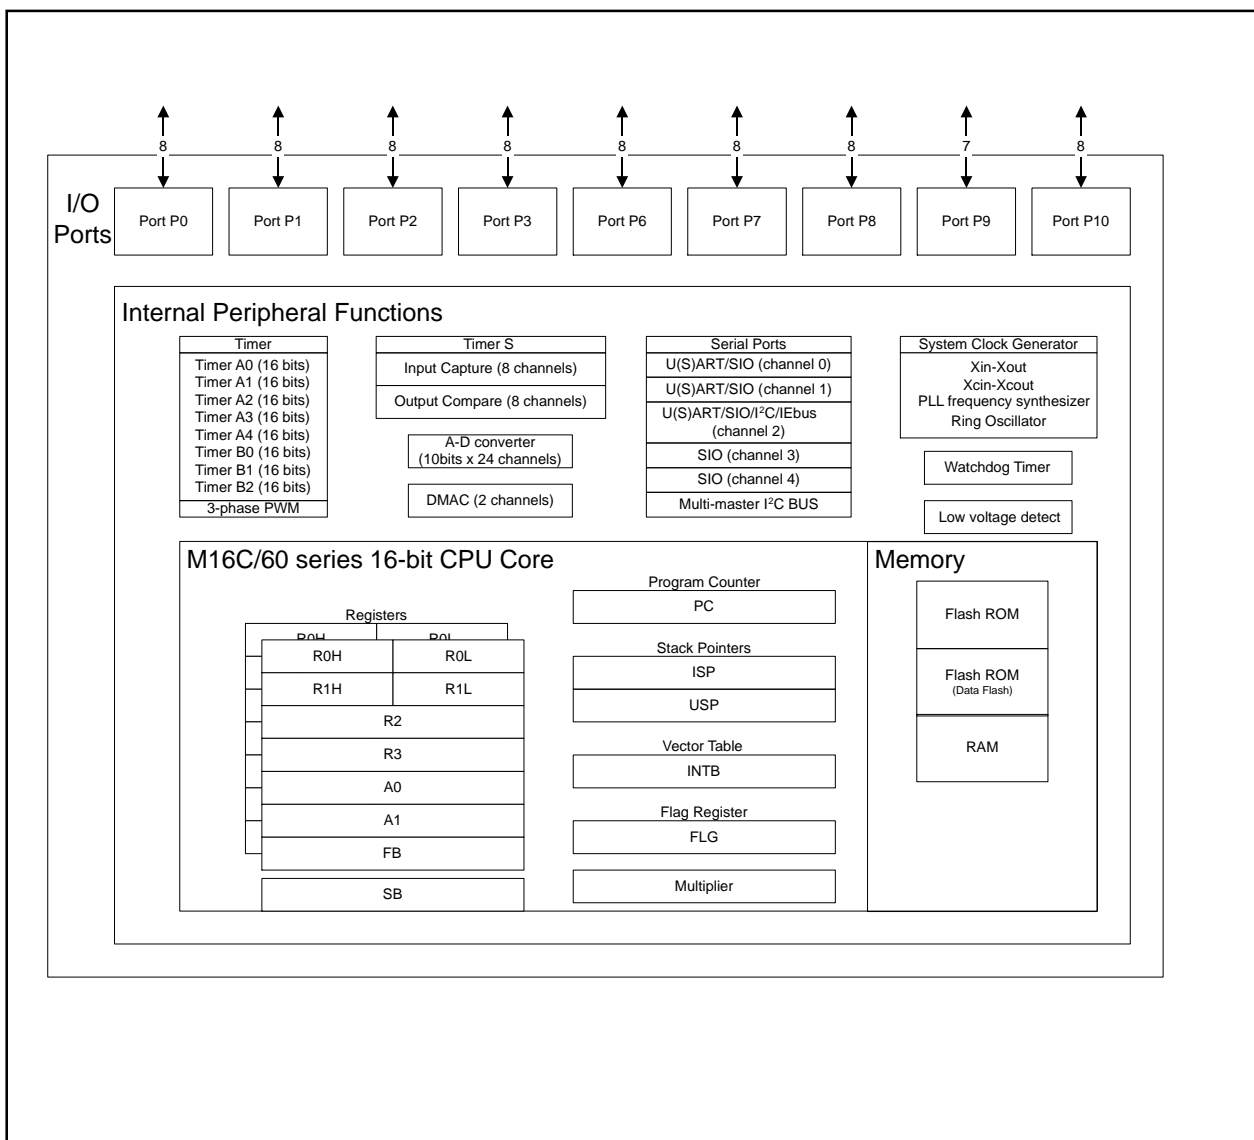 8 8 8 8 8 8 8 7 8
I/O
Ports
Port P0 Port P1 Port P2 Port P3 Port P6 Port P7 Port P8 Port P9 Port P10
Internal Peripheral Functions
Timer
Timer A0 (16 bits)
Timer A1 (16 bits)
Timer A2 (16 bits)
Timer A3 (16 bits)
Timer A4 (16 bits)
Timer B0 (16 bits)
Timer B1 (16 bits)
Timer B2 (16 bits)
3-phase PWM
Timer S
Input Capture (8 channels)
Output Compare (8 channels)
A-D converter
(10bits x 24 channels)
DMAC (2 channels)
Serial Ports
U(S)ART/SIO (channel 0)
U(S)ART/SIO (channel 1)
U(S)ART/SIO/I²C/IEbus
(channel 2)
SIO (channel 3)
SIO (channel 4)
Multi-master I²C BUS
System Clock Generator
Xin-Xout
Xcin-Xcout
PLL frequency synthesizer
Ring Oscillator
Watchdog Timer
Low voltage detect
M16C/60 series 16-bit CPU Core
Registers
R0H R0L
R0H R0L
R1H R1L
R2
R3
A0
A1
FB
SB
Program Counter
PC
Stack Pointers
ISP
USP
Vector Table
INTB
Flag Register
FLG
Multiplier
Memory
Flash ROM
Flash ROM
(Data Flash)
RAM